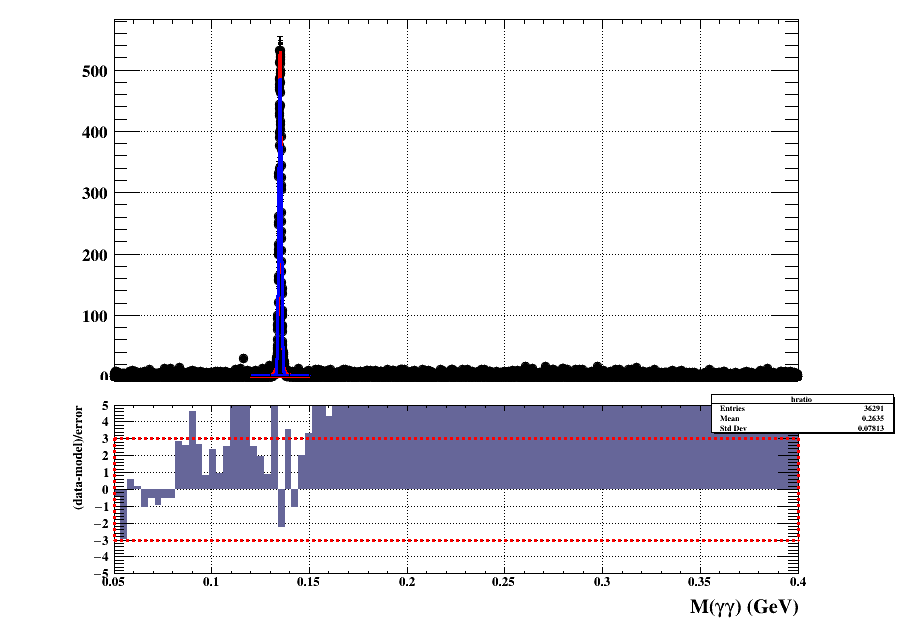 500
400
300
200
100
0
hratio
Entries 36291
Mean 0.2635
Std Dev 0.07813
(data-model)/error
5
4
3
2
1
0
−1
−2
−3
−4
−5
0.05 0.1 0.15 0.2 0.25 0.3 0.35 0.4
M(γγ) (GeV)